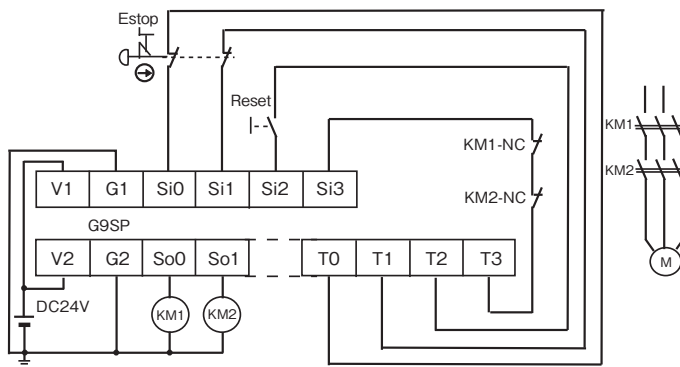 Estop
Reset
KM1-NC
KM1
KM2
KM2-NC
V1 G1 Si0 Si1 Si2 Si3
G9SP
V2 G2 So0 So1 T0 T1 T2 T3
M
DC24V
KM1 KM2